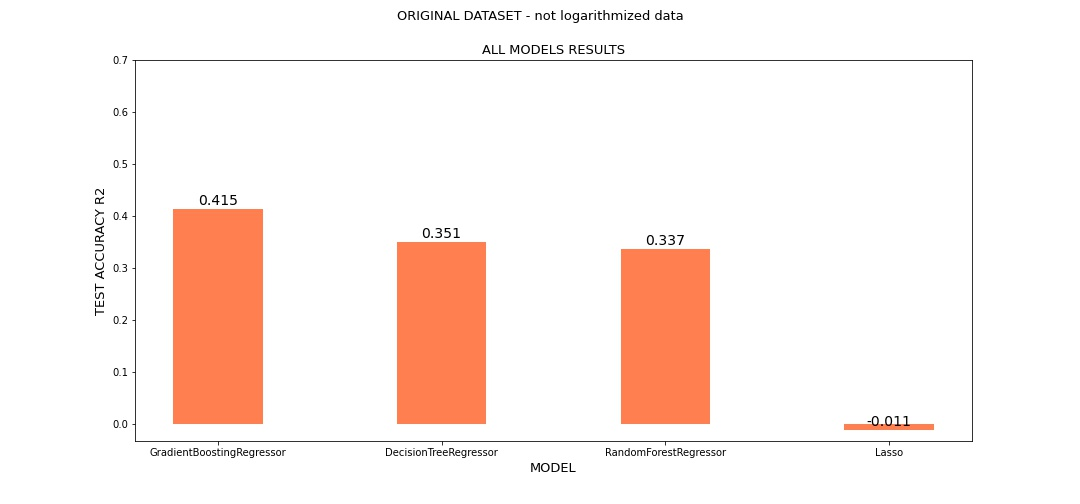 ORIGINAL DATASET - not logarithmized data
ALL MODELS RESULTS
TEST ACCURACY R2
0.7
0.6
0.5
0.4
0.3
0.2
0.1
0.0
0.415
0.351
0.337
-0.011
GradientBoostingRegressor
DecisionTreeRegressor
RandomForestRegressor
Lasso
MODEL